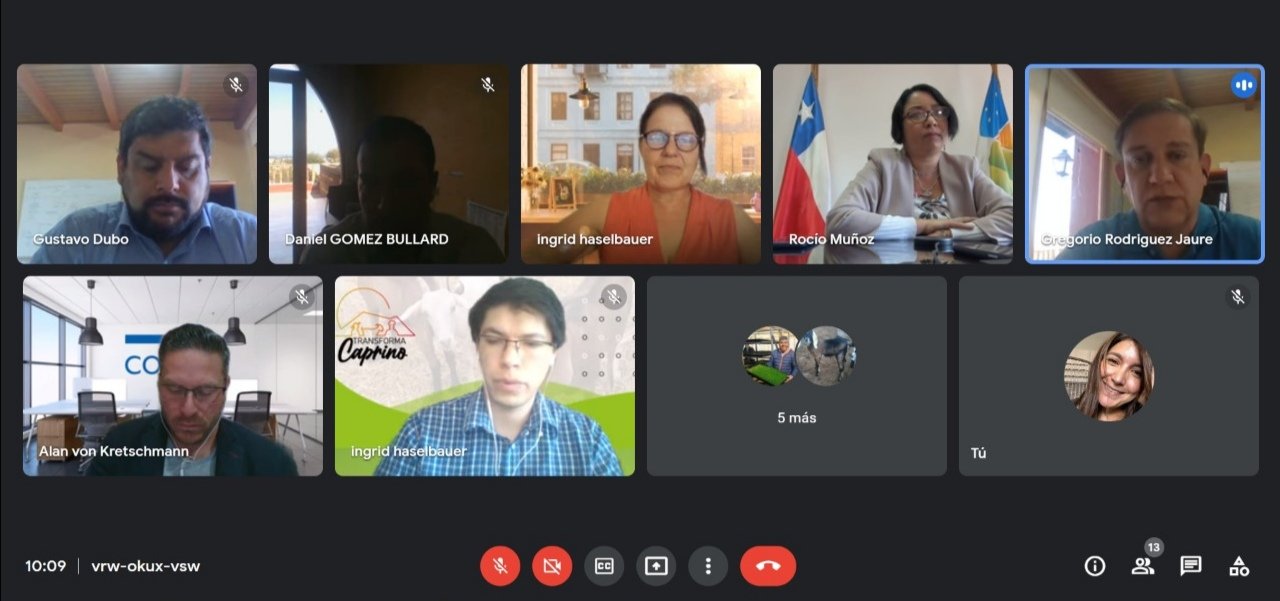 Gustavo Dubo
Daniel GOMEZ BULLARD
ingrid haselbauer
Rocío Muñoz
Gregorio Rodriguez Jaure
CO
Alan von Kretschmann
TRANSFORMA
Caprino
ingrid haselbauer
5 más
Tú
10:09 | vrw-okux-vsw
CC
13